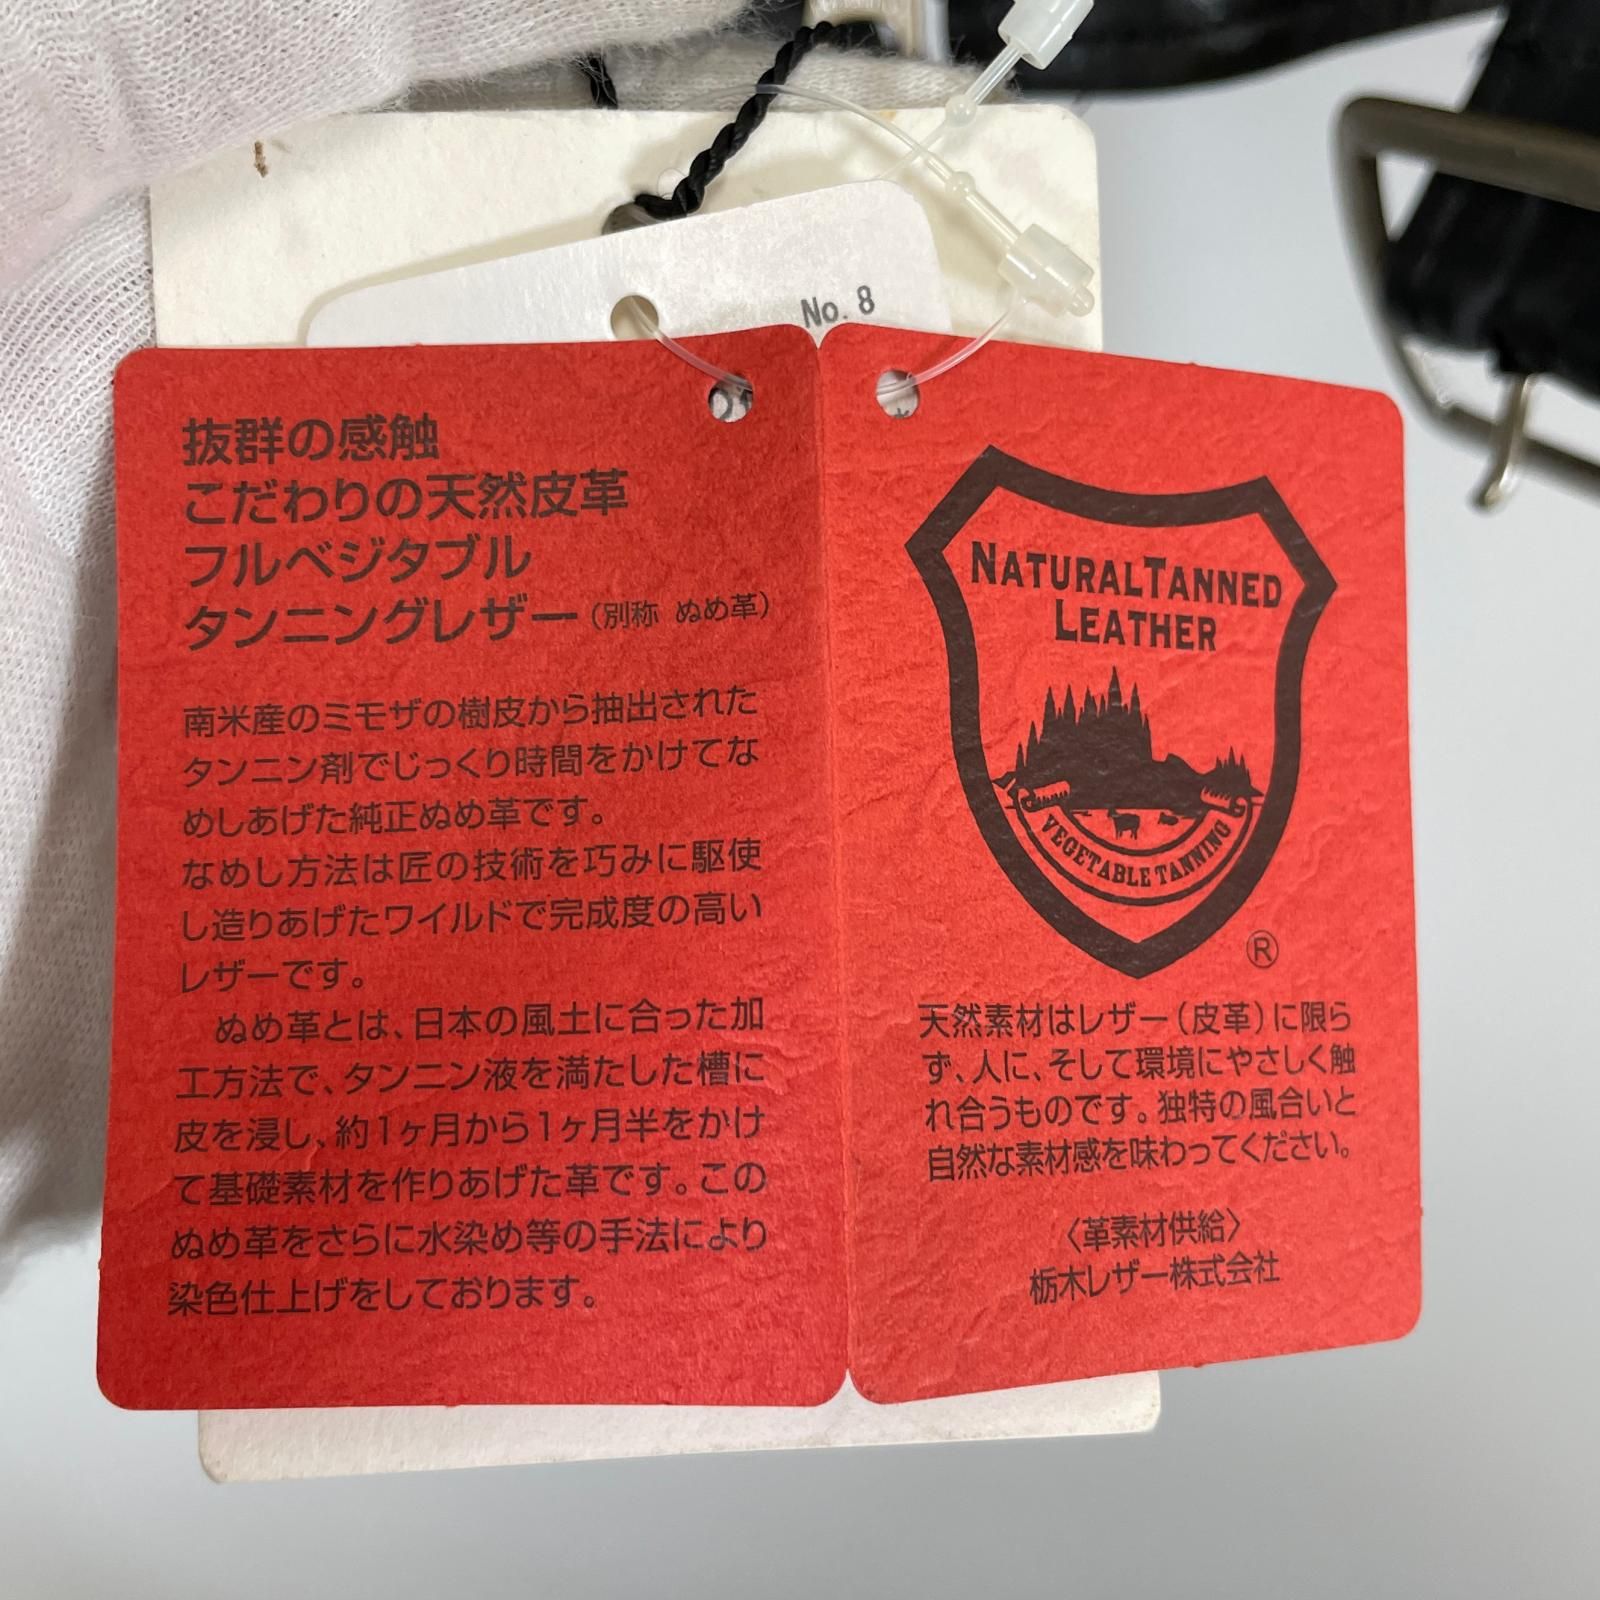 No. 8
抜群の感触
こだわりの天然皮革
フルベジタブル
タンニングレザー（別称 ぬめ革）
南米産のミモザの樹皮から抽出された
タンニン剤でじっくり時間をかけてな
めしあげた純正ぬめ革です。
なめし方法は匠の技術を巧みに駆使
し造りあげたワイルドで完成度の高い
レザーです。
ぬめ革とは、日本の風土に合った加
工方法で、タンニン液を満たした槽に
皮を浸し、約1ヶ月から1ヶ月半をかけ
て基礎素材を作りあげた革です。この
ぬめ革をさらに水染め等の手法により
染色仕上げをしております。
NATURAL TANNED
LEATHER
VEGETABLE TANNING
®
天然素材はレザー（皮革）に限ら
ず、人に、そして環境にやさしく触
れ合うものです。独特の風合いと
自然な素材感を味わってください。
〈革素材供給〉
栃木レザー株式会社